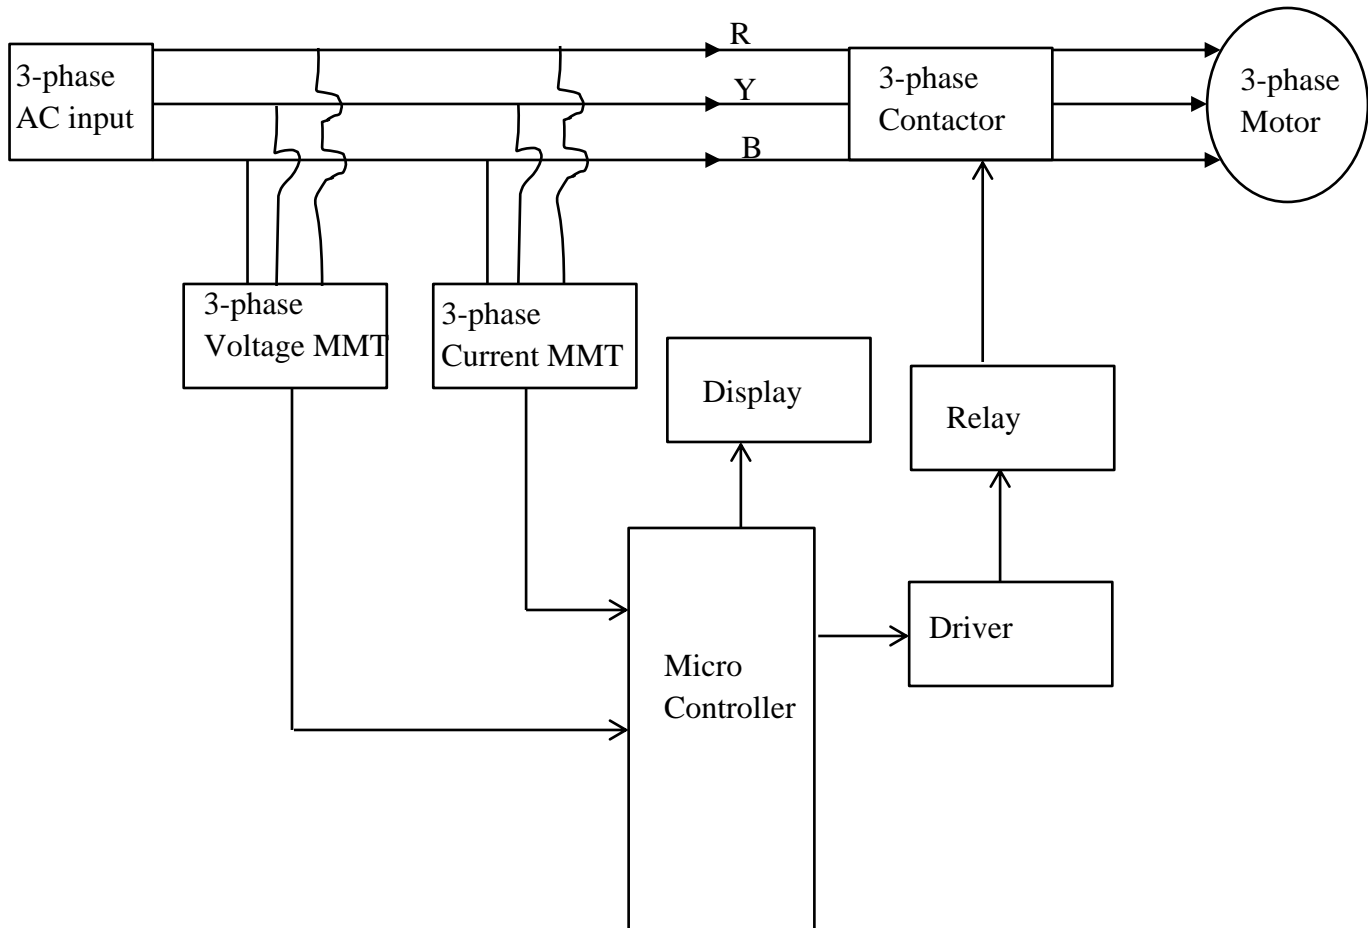 R
3-phase
AC input
Y
B
3-phase
Contactor
3-phase
Motor
3-phase
Voltage MMT
3-phase
Current MMT
Display
Relay
Micro
Controller
Driver